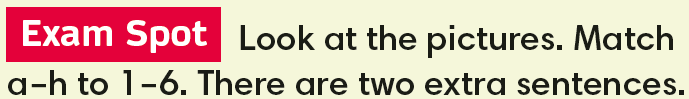 Exam Spot Look at the pictures. Match
a–h to 1–6. There are two extra sentences.